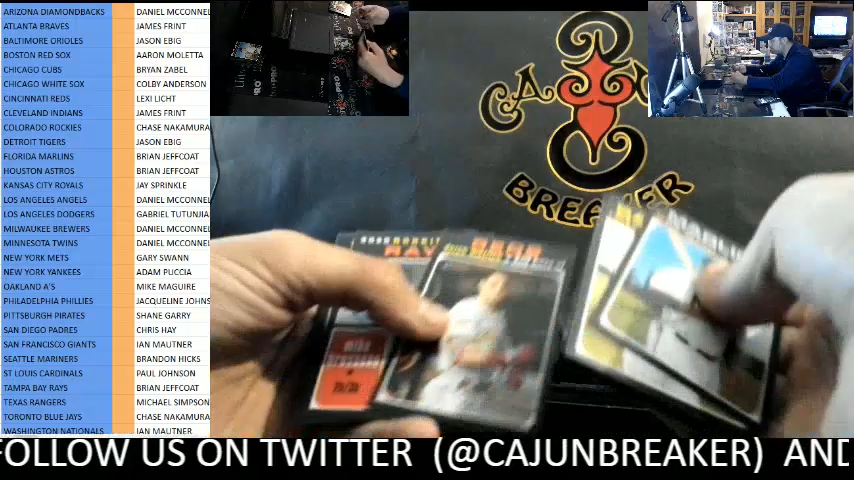 ARIZONA DIAMONDBACKS DANIEL MCCONNEL
ATLANTA BRAVES JAMES FRINT
BALTIMORE ORIOLES JASON EBIG
BOSTON RED SOX AARON MOLETTA
CHICAGO CUBS BRYAN ZABEL
CHICAGO WHITE SOX COLBY ANDERSON
CINCINNATI REDS LEXI LICHT
CLEVELAND INDIANS JAMES FRINT
COLORADO ROCKIES CHASE NAKAMURA
DETROIT TIGERS JASON EBIG
FLORIDA MARLINS BRIAN JEFFCOAT
HOUSTON ASTROS BRIAN JEFFCOAT
KANSAS CITY ROYALS JAY SPRINKLE
LOS ANGELES ANGELS DANIEL MCCONNEL
LOS ANGELES DODGERS GABRIEL TUTUNJIA
MILWAUKEE BREWERS DANIEL MCCONNEL
MINNESOTA TWINS DANIEL MCCONNEL
NEW YORK METS GARY SWANN
NEW YORK YANKEES ADAM PUCCIA
OAKLAND A'S MIKE MAGUIRE
PHILADELPHIA PHILLIES JACQUELINE JOHNS
PITTSBURGH PIRATES SHANE GARRY
SAN DIEGO PADRES CHRIS HAY
SAN FRANCISCO GIANTS IAN MAUTNER
SEATTLE MARINERS BRANDON HICKS
ST LOUIS CARDINALS PAUL JOHNSON
TAMPA BAY RAYS BRIAN JEFFCOAT
TEXAS RANGERS MICHAEL SIMPSON
TORONTO BLUE JAYS CHASE NAKAMURA
WASHINGTON NATIONALS IAN MAUTNER
BREAKER
FOLLOW US ON TWITTER (@CAJUNBREAKER) AND